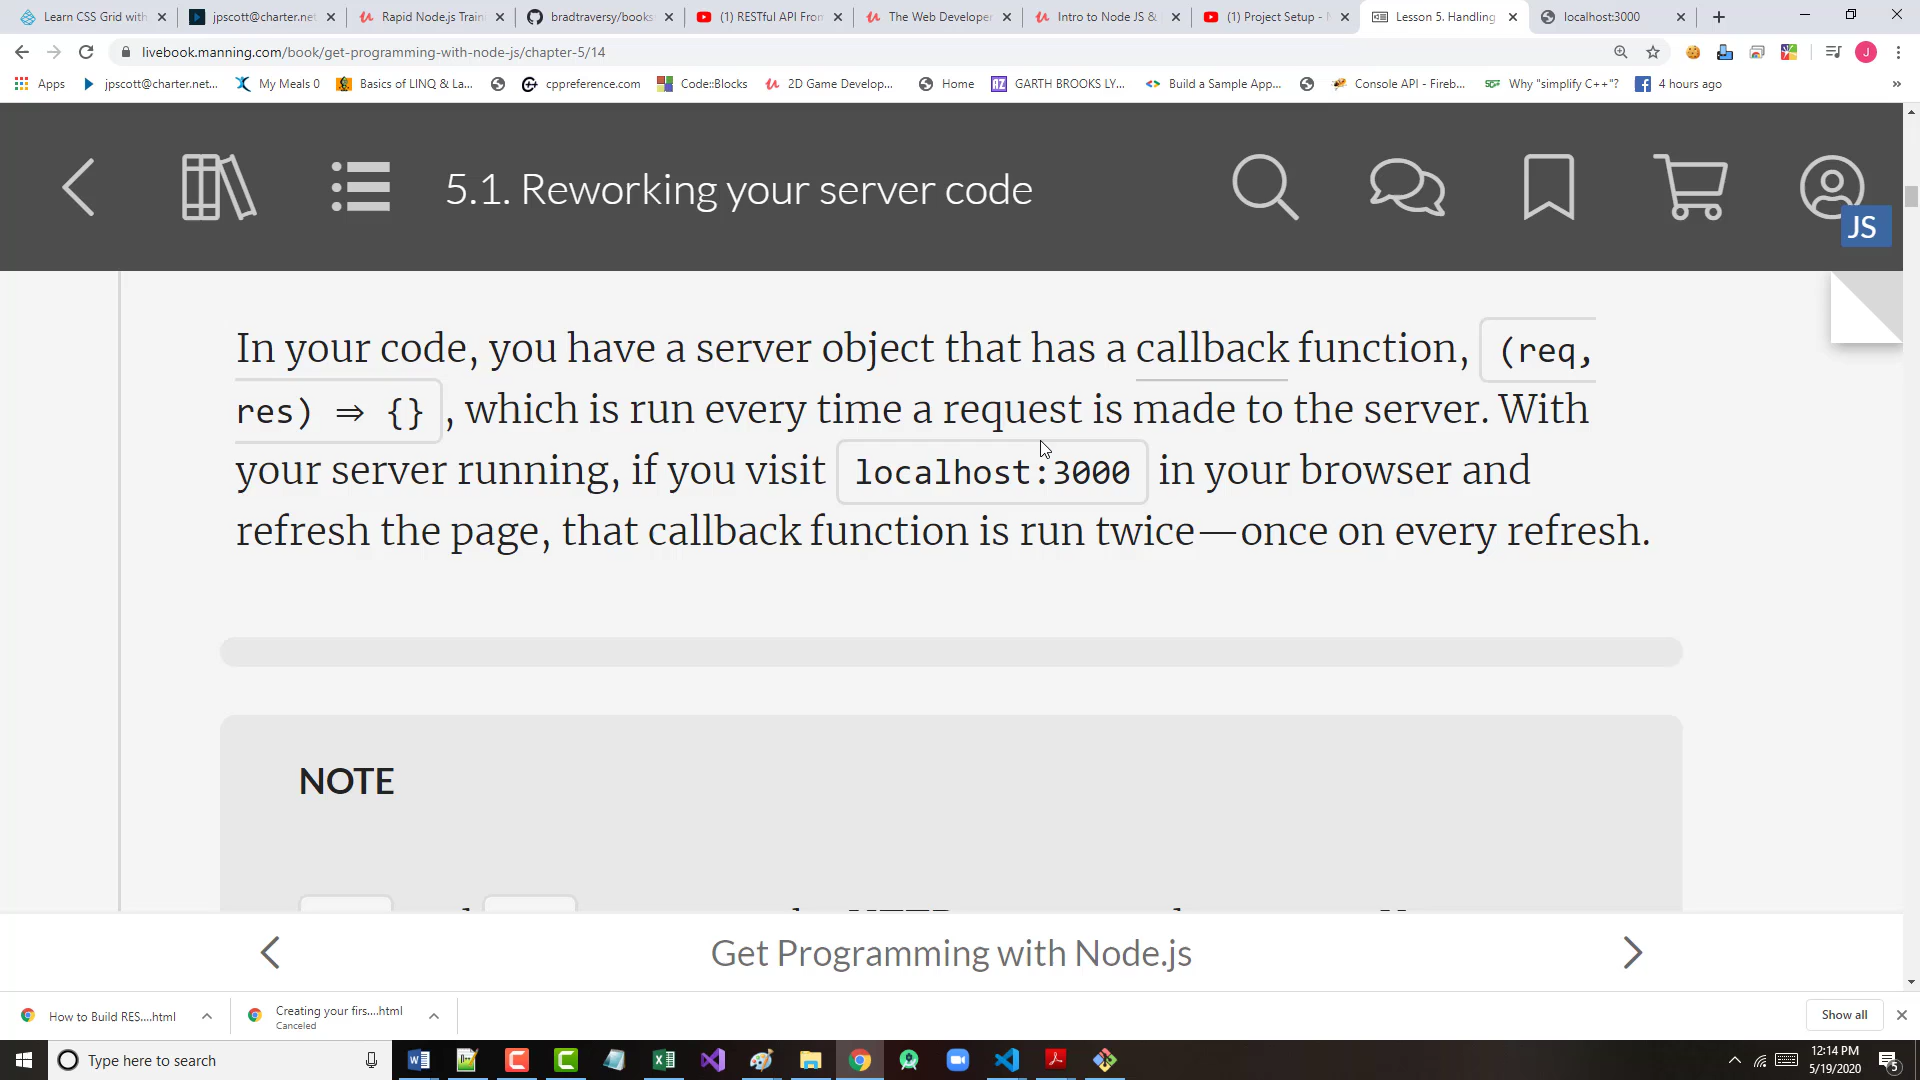 Learn CSS Grid with
jpscott@charter.net
Rapid Node.js Train
bradtraversy/books
(1) RESTful API From
The Web Developer
Intro to Node JS &
(1) Project Setup -
Lesson 5. Handling
localhost:3000
livebook.manning.com/book/get-programming-with-node-js/chapter-5/14
J
Apps
jpscott@charter.net...
My Meals 0
Basics of LINQ & La...
cppreference.com
Code::Blocks
2D Game Develop...
Home
AZ
GARTH BROOKS LY...
Build a Sample App...
Console API - Fireb...
Why "simplify C++"?
4 hours ago
5.1. Reworking your server code
JS
In your code, you have a server object that has a callback function, (req,
res) ⇒ {} , which is run every time a request is made to the server. With
your server running, if you visit localhost:3000 in your browser and
refresh the page, that callback function is run twice—once on every refresh.
NOTE
Get Programming with Node.js
How to Build RES....html
Creating your firs....html
Canceled
Show all
Type here to search
12:14 PM
5/19/2020
5